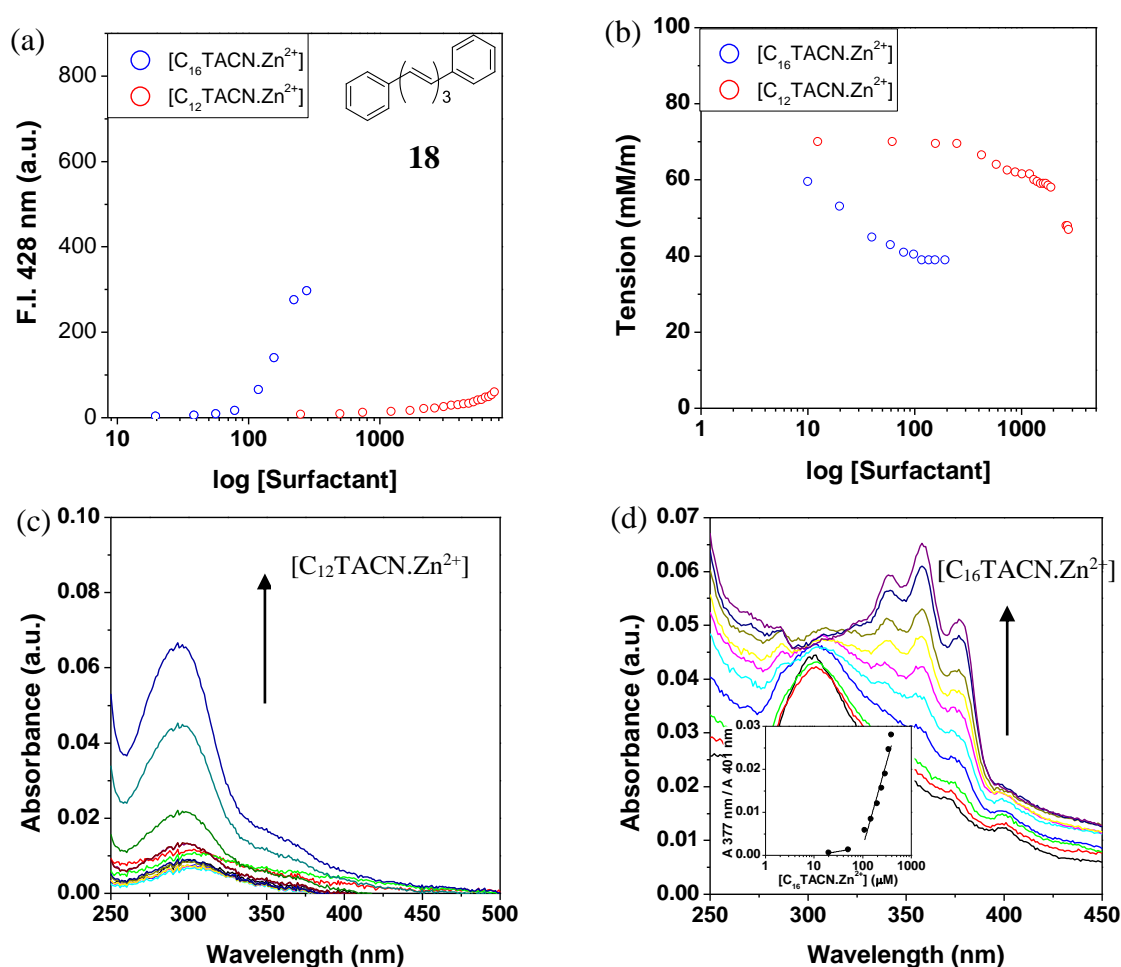 (a)
[C₁₆TACN.Zn²⁺]
[C₁₂TACN.Zn²⁺]
3
18
800
600
400
200
0
F.I. 428 nm (a.u.)
10
100
1000
log [Surfactant]
(b)
[C₁₆TACN.Zn²⁺]
[C₁₂TACN.Zn²⁺]
100
80
60
40
20
0
Tension (mM/m)
1
10
100
1000
log [Surfactant]
(c)
[C₁₂TACN.Zn²⁺]
0.10
0.08
0.06
0.04
0.02
0.00
Absorbance (a.u.)
250
300
350
400
450
500
Wavelength (nm)
(d)
[C₁₆TACN.Zn²⁺]
0.07
0.06
0.05
0.04
0.03
0.02
0.01
0.00
Absorbance (a.u.)
0.03
0.02
0.01
0.00
A 377 nm / A 401 nm
1
10
100
1000
[C₁₆TACN.Zn²⁺] (µM)
250
300
350
400
450
Wavelength (nm)